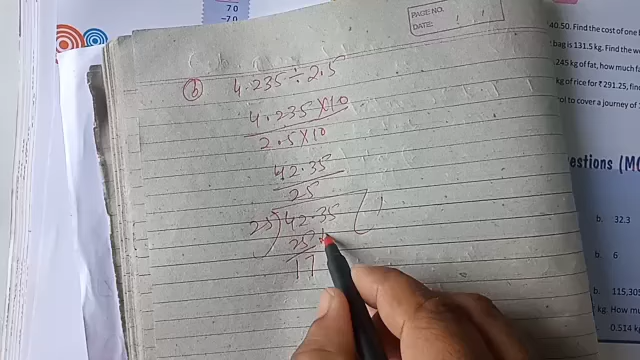 70
-70
PAGE NO.
DATE:
(b) 4.235 ÷ 2.5
4.235×10
2.5×10
42.35
25
25)42.35(1
25
17
40.50. Find the cost of one
bag is 131.5 kg. Find the
.245 kg of fat, how much
kg of rice for ₹ 291.25,
ol to cover a journey of
estions (M
b. 32.3
b. 6
b. 115.305
kg. How
0.514